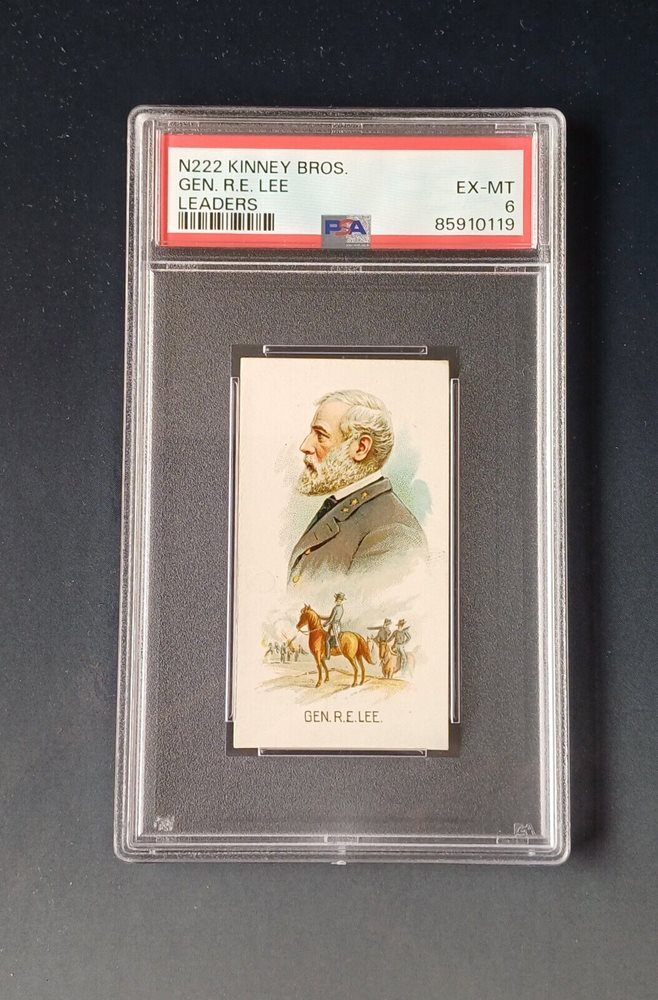 N222 KINNEY BROS.
GEN. R.E. LEE EX-MT
LEADERS 6
PSA 85910119
GEN. R.E. LEE.